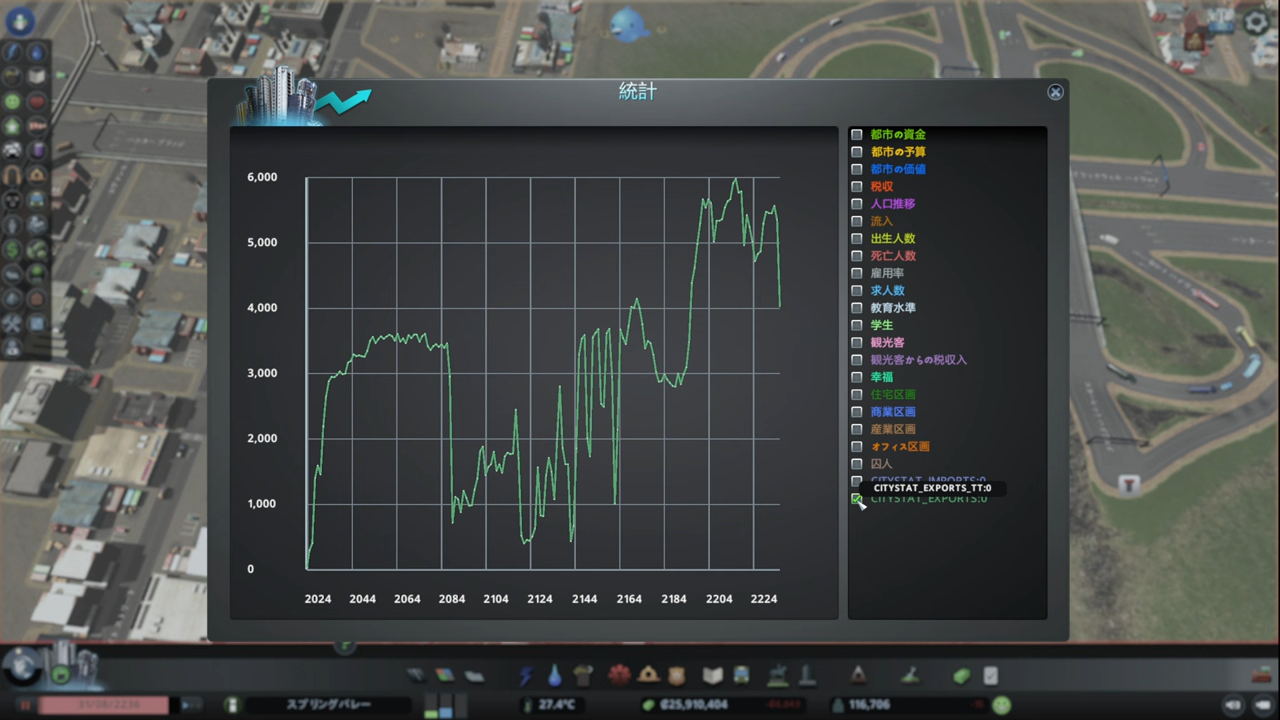 統計
都市の資金
都市の予算
都市の価値
税収
人口推移
流入
出生人数
死亡人数
雇用率
求人数
教育水準
学生
観光客
観光客からの税収入
幸福
住宅区画
商業区画
産業区画
オフィス区画
囚人
CITYSTAT_IMPORTS:0
CITYSTAT_EXPORTS_TT:0
CITYSTAT_EXPORTS:0
6,000
5,000
4,000
3,000
2,000
1,000
0
2024 2044 2064 2084 2104 2124 2144 2164 2184 2204 2224
31/08/2236 スプリングバレー 27.4°C ₡25,910,404 116,706